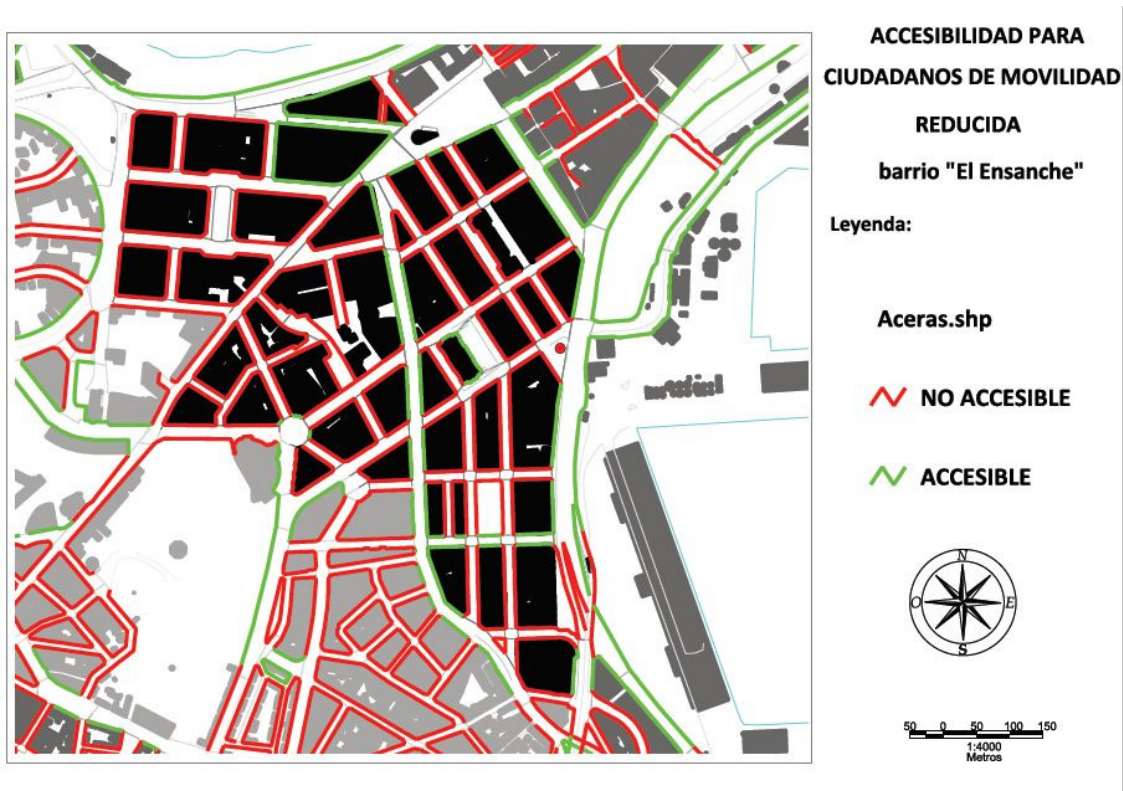 ACCESIBILIDAD PARA
CIUDADANOS DE MOVILIDAD
REDUCIDA
barrio "El Ensanche"
Leyenda:
Aceras.shp
NO ACCESIBLE
ACCESIBLE
N
O
E
S
50 0 50 100 150
1:4000
Metros